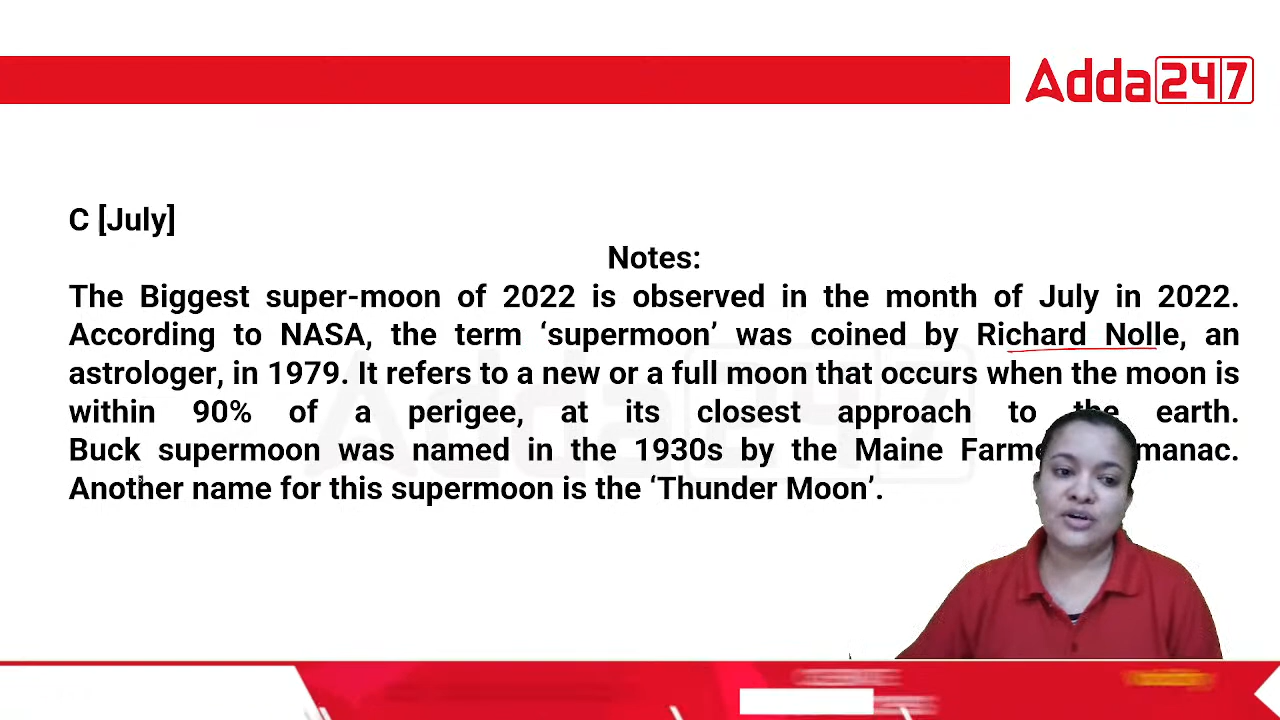 Adda247
C [July]
Notes:
The Biggest super-moon of 2022 is observed in the month of July in 2022.
According to NASA, the term ‘supermoon’ was coined by Richard Nolle, an
astrologer, in 1979. It refers to a new or a full moon that occurs when the moon is
within 90% of a perigee, at its closest approach to the earth.
Buck supermoon was named in the 1930s by the Maine
Another name for this supermoon is the ‘Thunder Moon’.